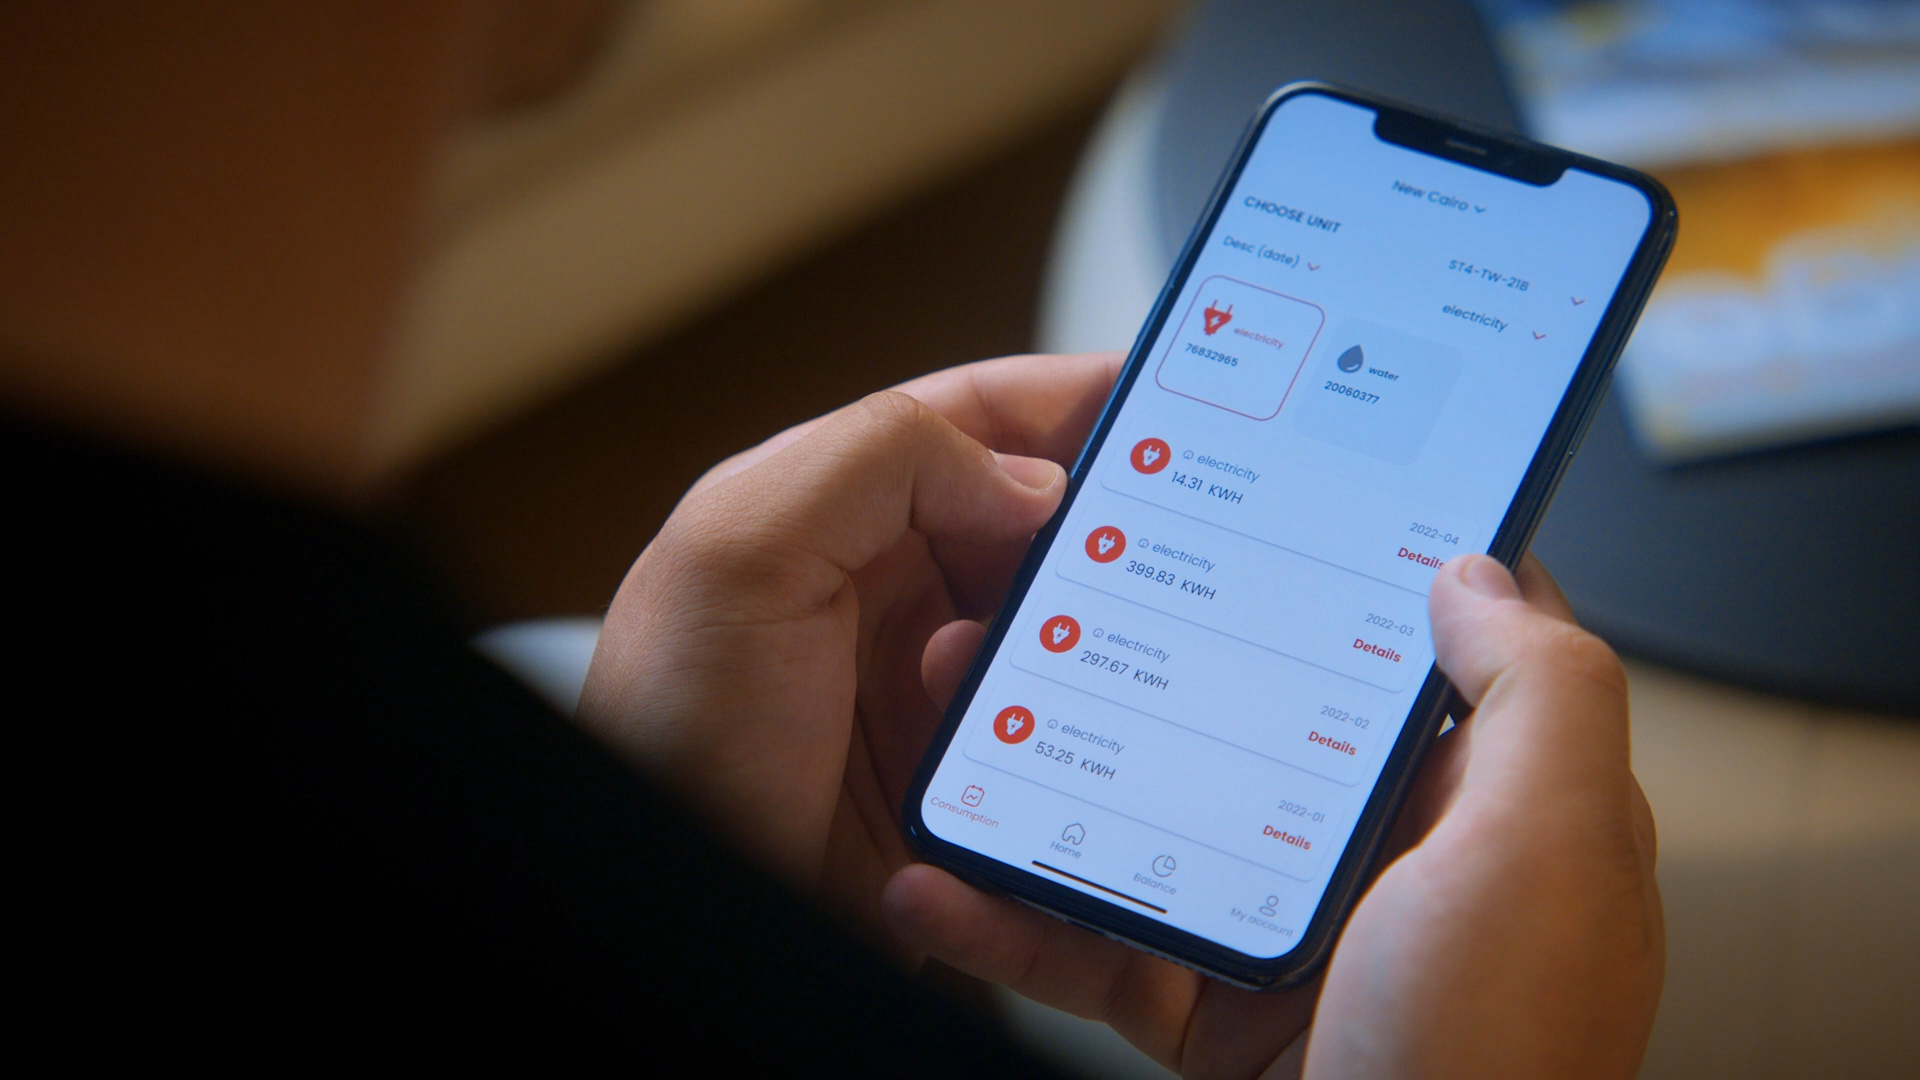 New Cairo
CHOOSE UNIT
ST4-TW-21B
Desc (date)
electricity
electricity
76832965
water
20060377
electricity
14.31 KWH
2022-04
Details
electricity
399.83 KWH
2022-03
Details
electricity
297.67 KWH
2022-02
Details
electricity
53.25 KWH
2022-01
Details
Consumption
Home
Balance
My account